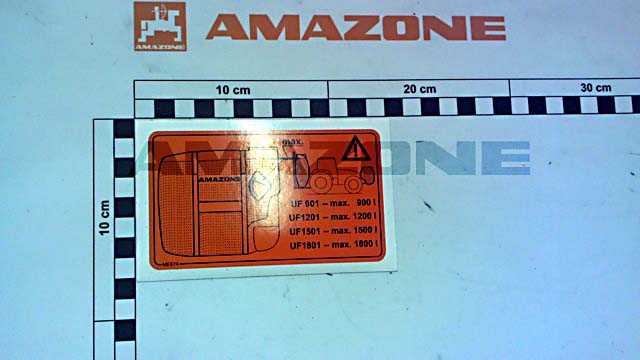 AMAZONE
AMAZONE
10 cm
20 cm
30 cm
10 cm
AMAZONE
max.
AMAZONE
UF 901 – max. 900 l
UF1201 – max. 1200 l
UF1501 – max. 1500 l
UF1801 – max. 1800 l